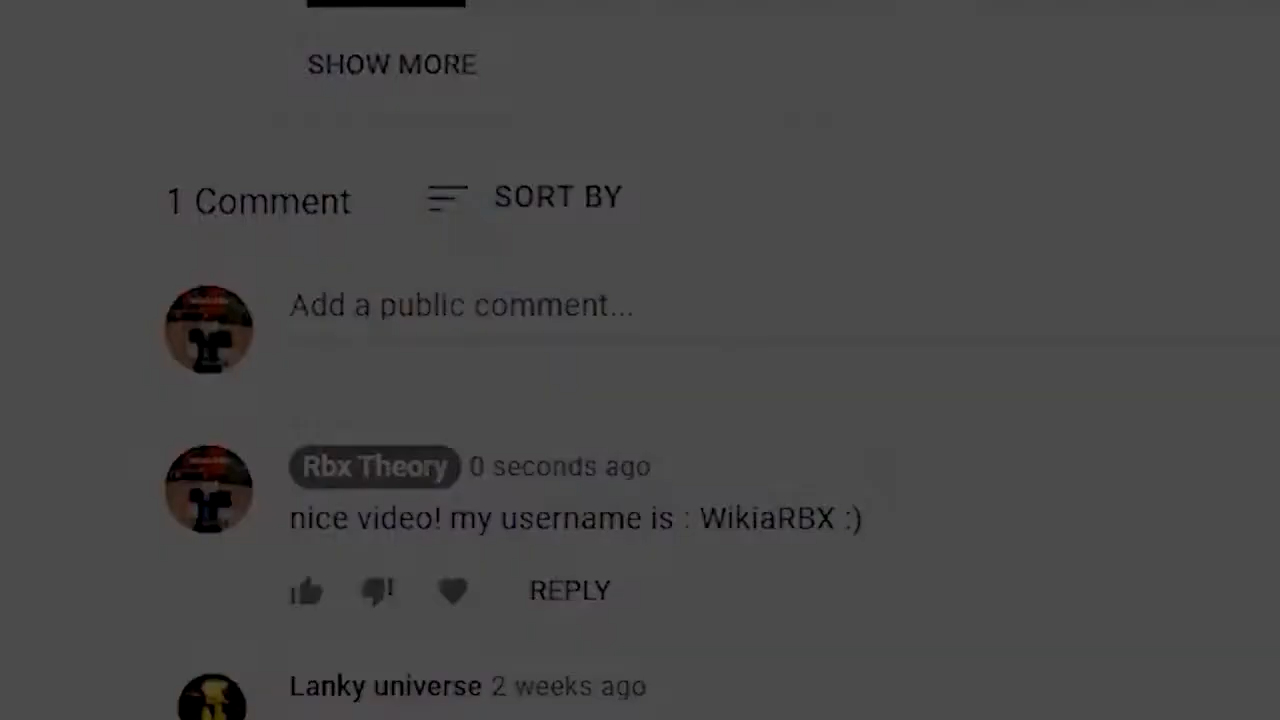 SHOW MORE
1 Comment SORT BY
Add a public comment...
Rbx Theory 0 seconds ago
nice video! my username is : WikiaRBX :)
REPLY
Lanky universe 2 weeks ago